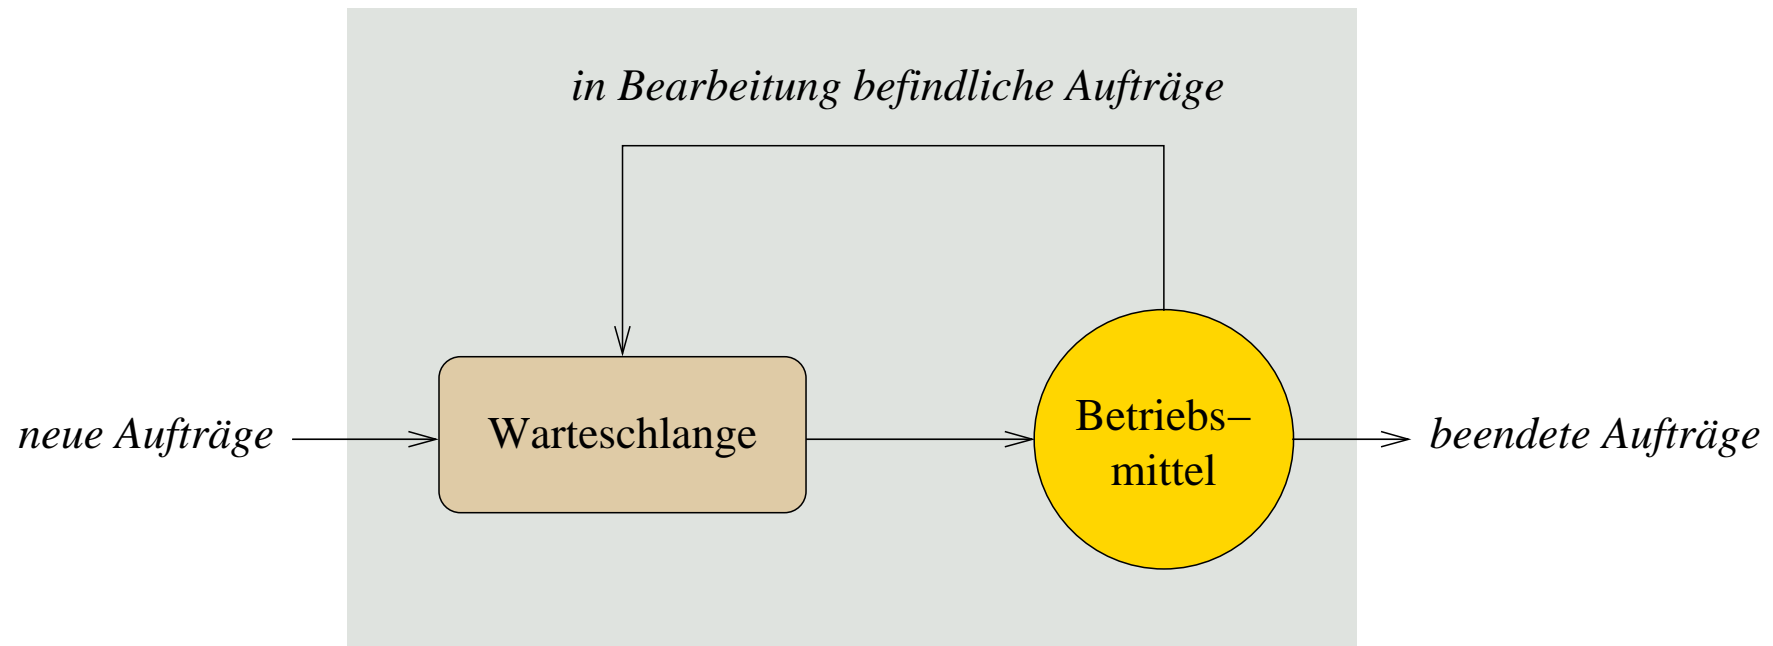 in Bearbeitung befindliche Aufträge
neue Aufträge
Warteschlange
Betriebs–
mittel
beendete Aufträge